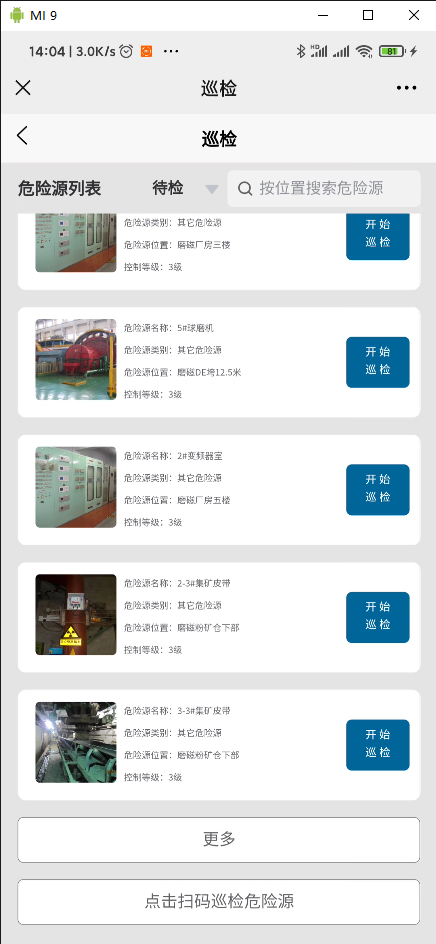 MI 9
14:04 | 3.0K/s
HD
81
巡检
巡检
危险源列表 待检 按位置搜索危险源
危险源类别：其它危险源
危险源位置：磨磁厂房三楼
控制等级：3级
开始
巡检
危险源名称：5#球磨机
危险源类别：其它危险源
危险源位置：磨磁DE垮12.5米
控制等级：3级
开始
巡检
危险源名称：2#变频器室
危险源类别：其它危险源
危险源位置：磨磁厂房五楼
控制等级：3级
开始
巡检
危险源名称：2-3#集矿皮带
危险源类别：其它危险源
危险源位置：磨磁粉矿仓下部
控制等级：3级
开始
巡检
危险源名称：3-3#集矿皮带
危险源类别：其它危险源
危险源位置：磨磁粉矿仓下部
控制等级：3级
开始
巡检
更多
点击扫码巡检危险源